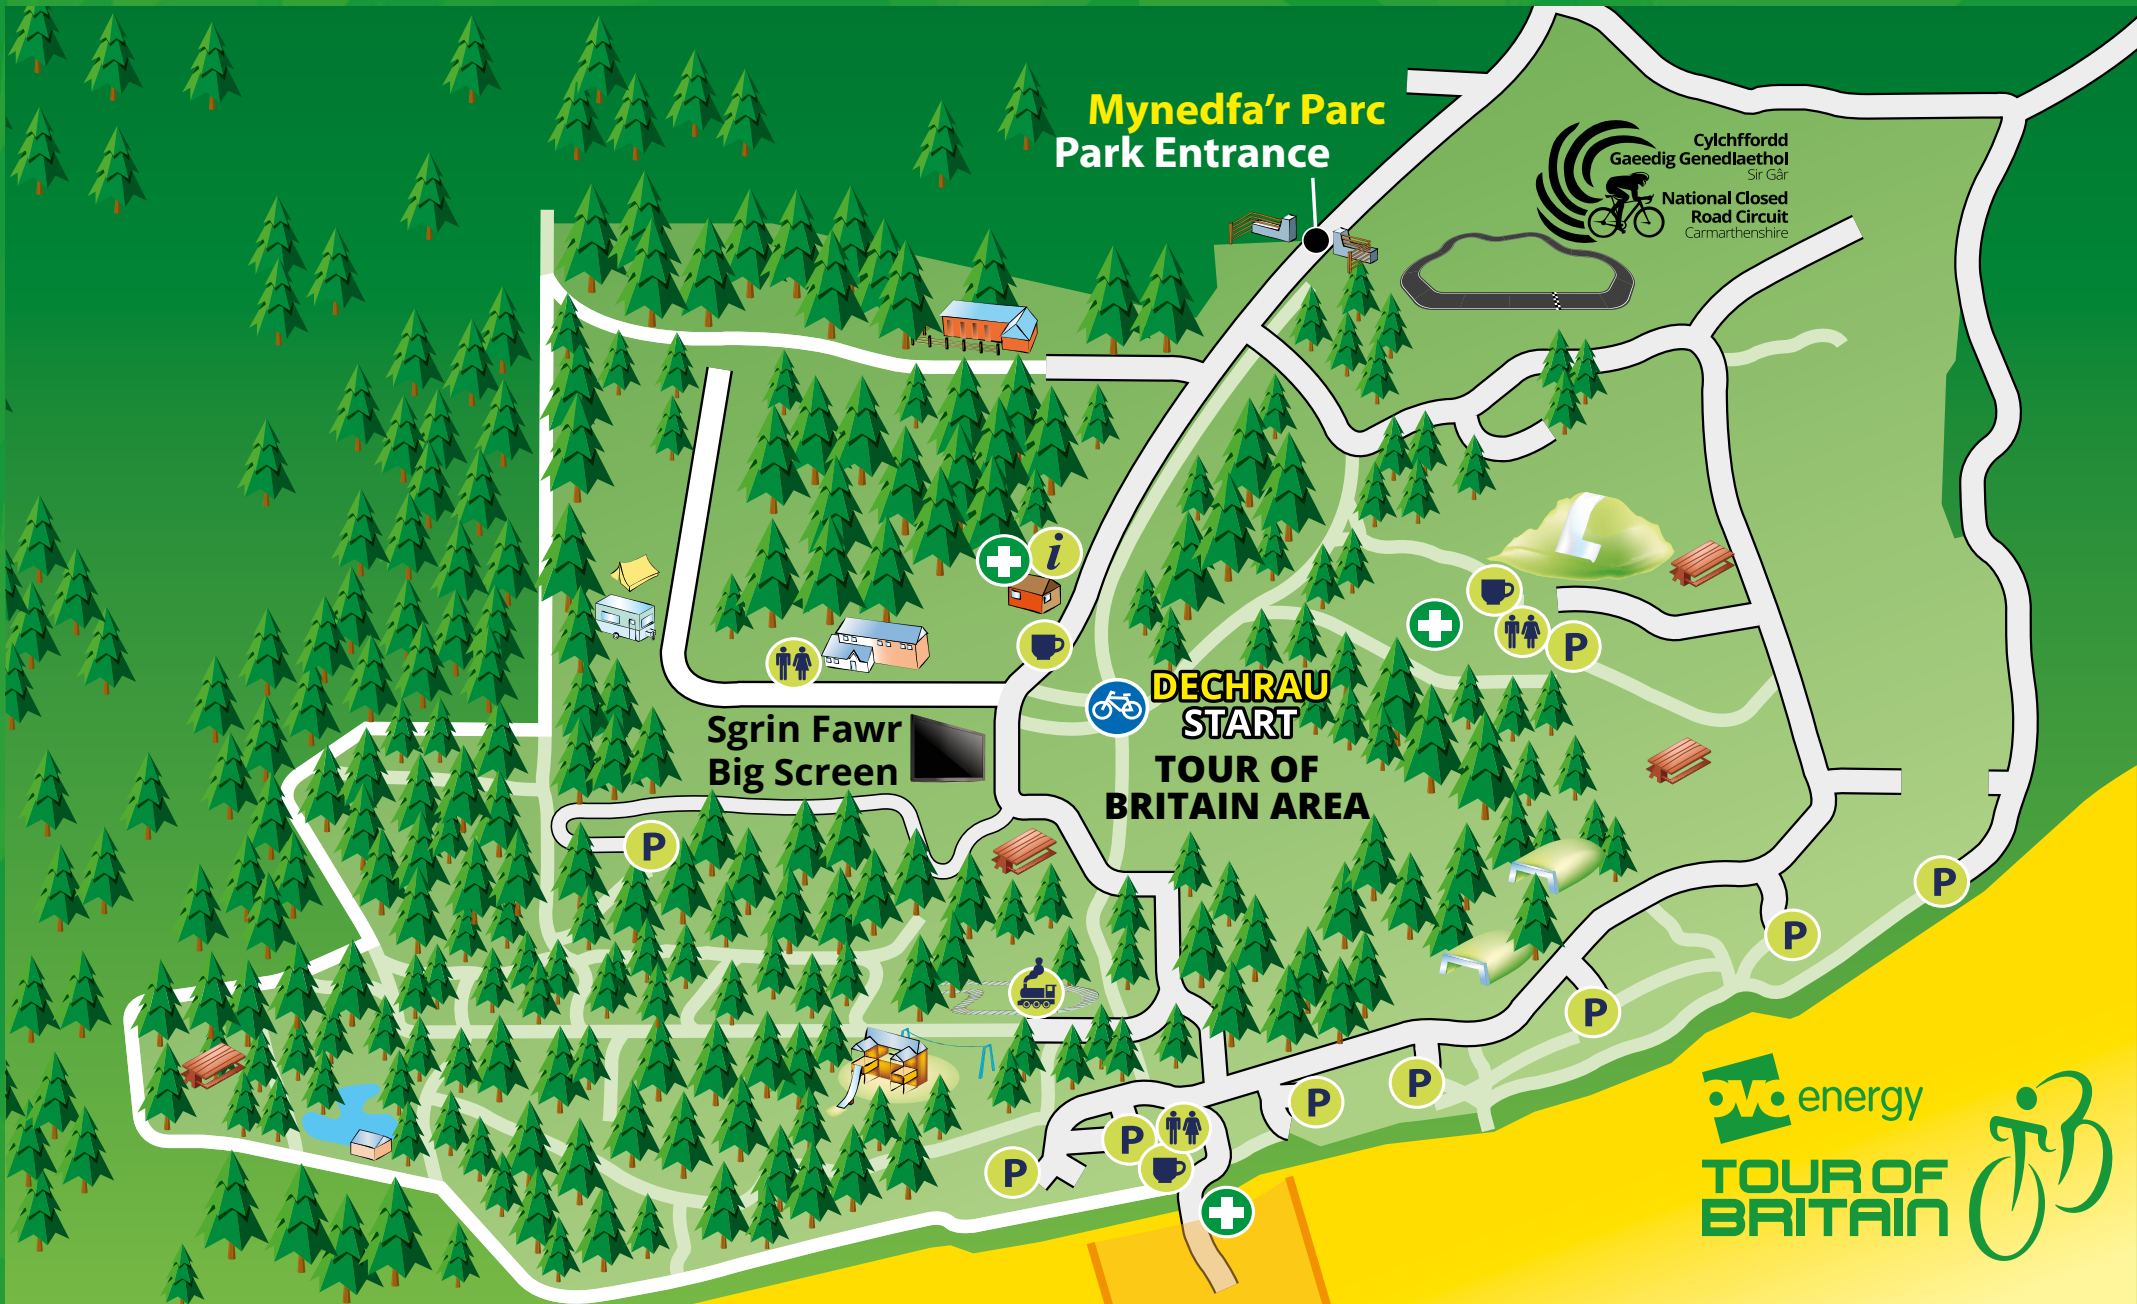 Mynedfa'r Parc
Park Entrance
Cylchffordd
Gaeedig Genedlaethol
Sir Gâr
National Closed
Road Circuit
Carmarthenshire
i
DECHRAU
START
P
Sgrin Fawr
Big Screen
TOUR OF
BRITAIN AREA
P
P
P
P
P
P
P
P
ovo energy
TOUR OF
BRITAIN